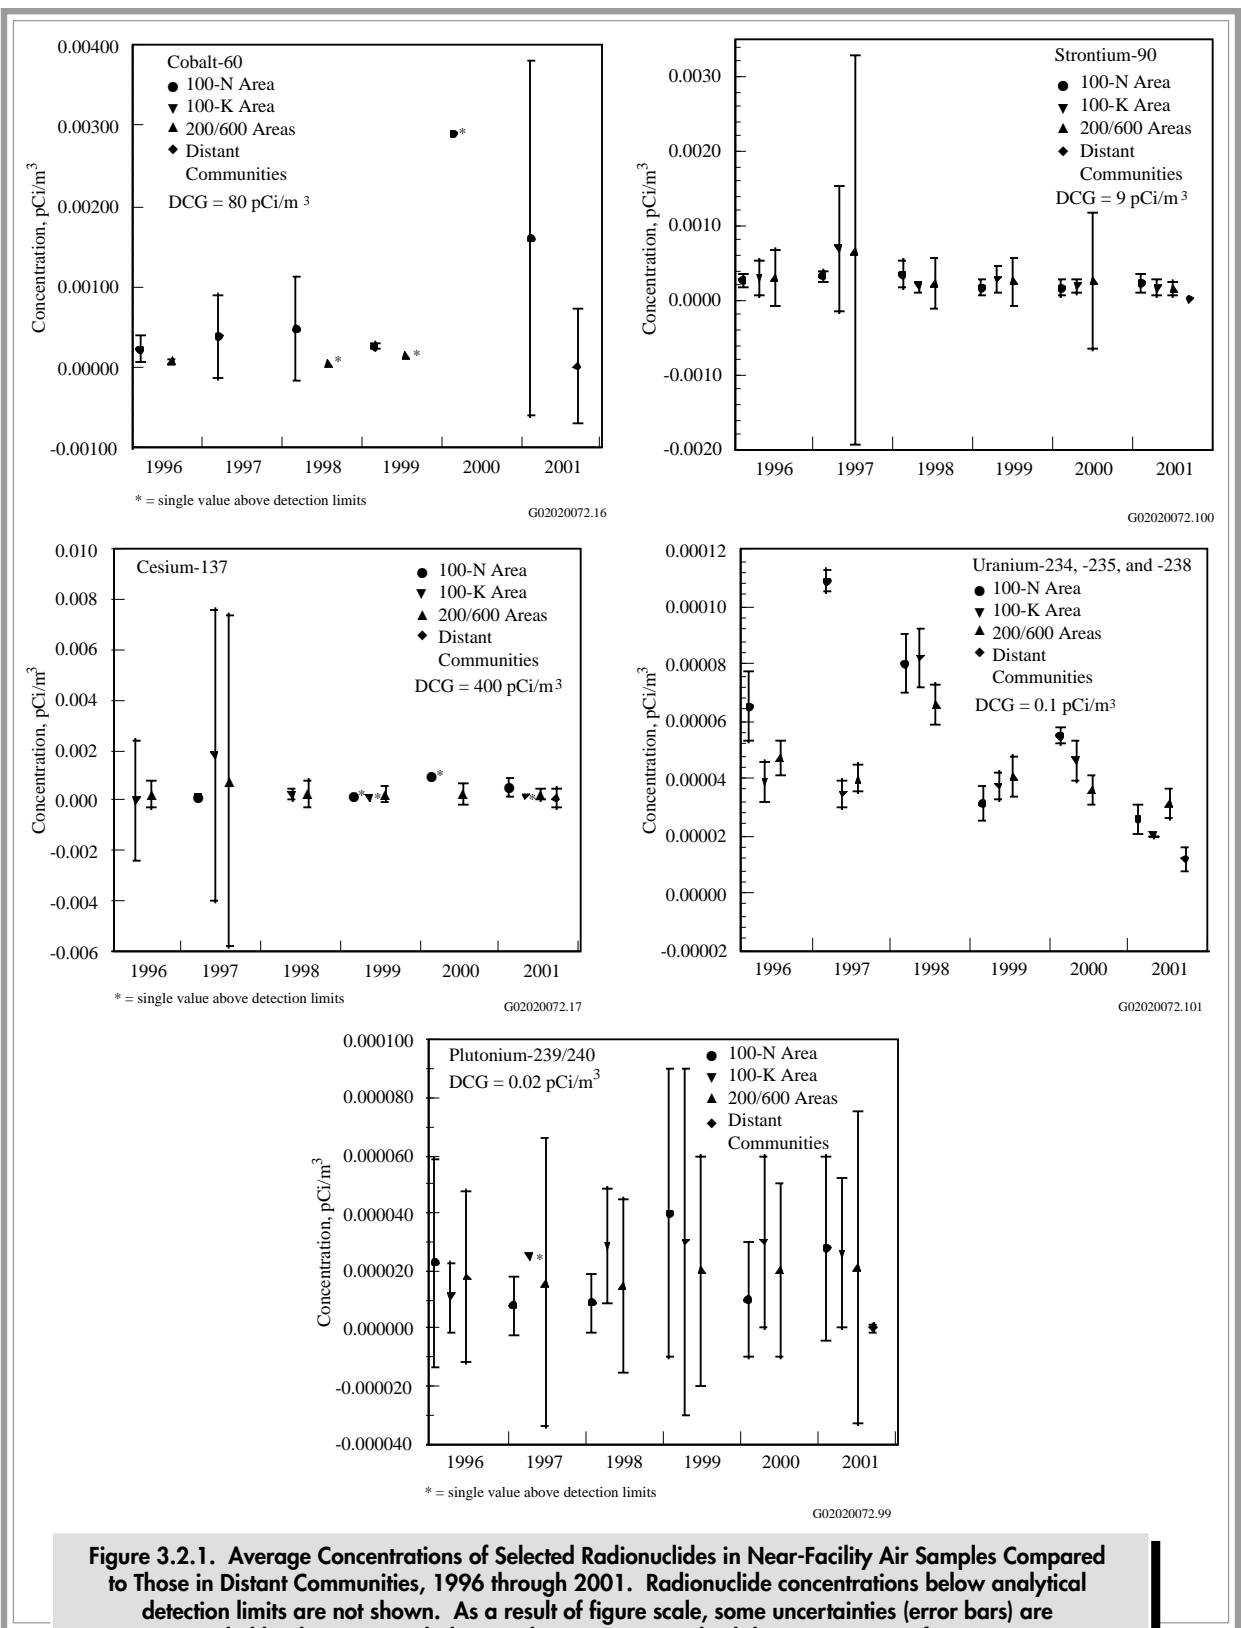 Cobalt-60
100-N Area
100-K Area
200/600 Areas
Distant
Communities
DCG = 80 pCi/m 3
Concentration, pCi/m3
0.00400
0.00300
0.00200
0.00100
0.00000
-0.00100
*
*
*
1996 1997 1998 1999 2000 2001
* = single value above detection limits
G02020072.16
Strontium-90
100-N Area
100-K Area
200/600 Areas
Distant
Communities
DCG = 9 pCi/m 3
Concentration, pCi/m3
0.0030
0.0020
0.0010
0.0000
-0.0010
-0.0020
1996 1997 1998 1999 2000 2001
G02020072.100
Cesium-137
100-N Area
100-K Area
200/600 Areas
Distant
Communities
DCG = 400 pCi/m3
Concentration, pCi/m3
0.010
0.008
0.006
0.004
0.002
0.000
-0.002
-0.004
-0.006
*
*
*
*
1996 1997 1998 1999 2000 2001
* = single value above detection limits
G02020072.17
Uranium-234, -235, and -238
100-N Area
100-K Area
200/600 Areas
Distant
Communities
DCG = 0.1 pCi/m3
Concentration, pCi/m3
0.00012
0.00010
0.00008
0.00006
0.00004
0.00002
0.00000
-0.00002
1996 1997 1998 1999 2000 2001
G02020072.101
Plutonium-239/240
DCG = 0.02 pCi/m3
100-N Area
100-K Area
200/600 Areas
Distant
Communities
Concentration, pCi/m3
0.000100
0.000080
0.000060
0.000040
0.000020
0.000000
-0.000020
-0.000040
*
1996 1997 1998 1999 2000 2001
* = single value above detection limits
G02020072.99
Figure 3.2.1. Average Concentrations of Selected Radionuclides in Near-Facility Air Samples Compared
to Those in Distant Communities, 1996 through 2001. Radionuclide concentrations below analytical
detection limits are not shown. As a result of figure scale, some uncertainties (error bars) are